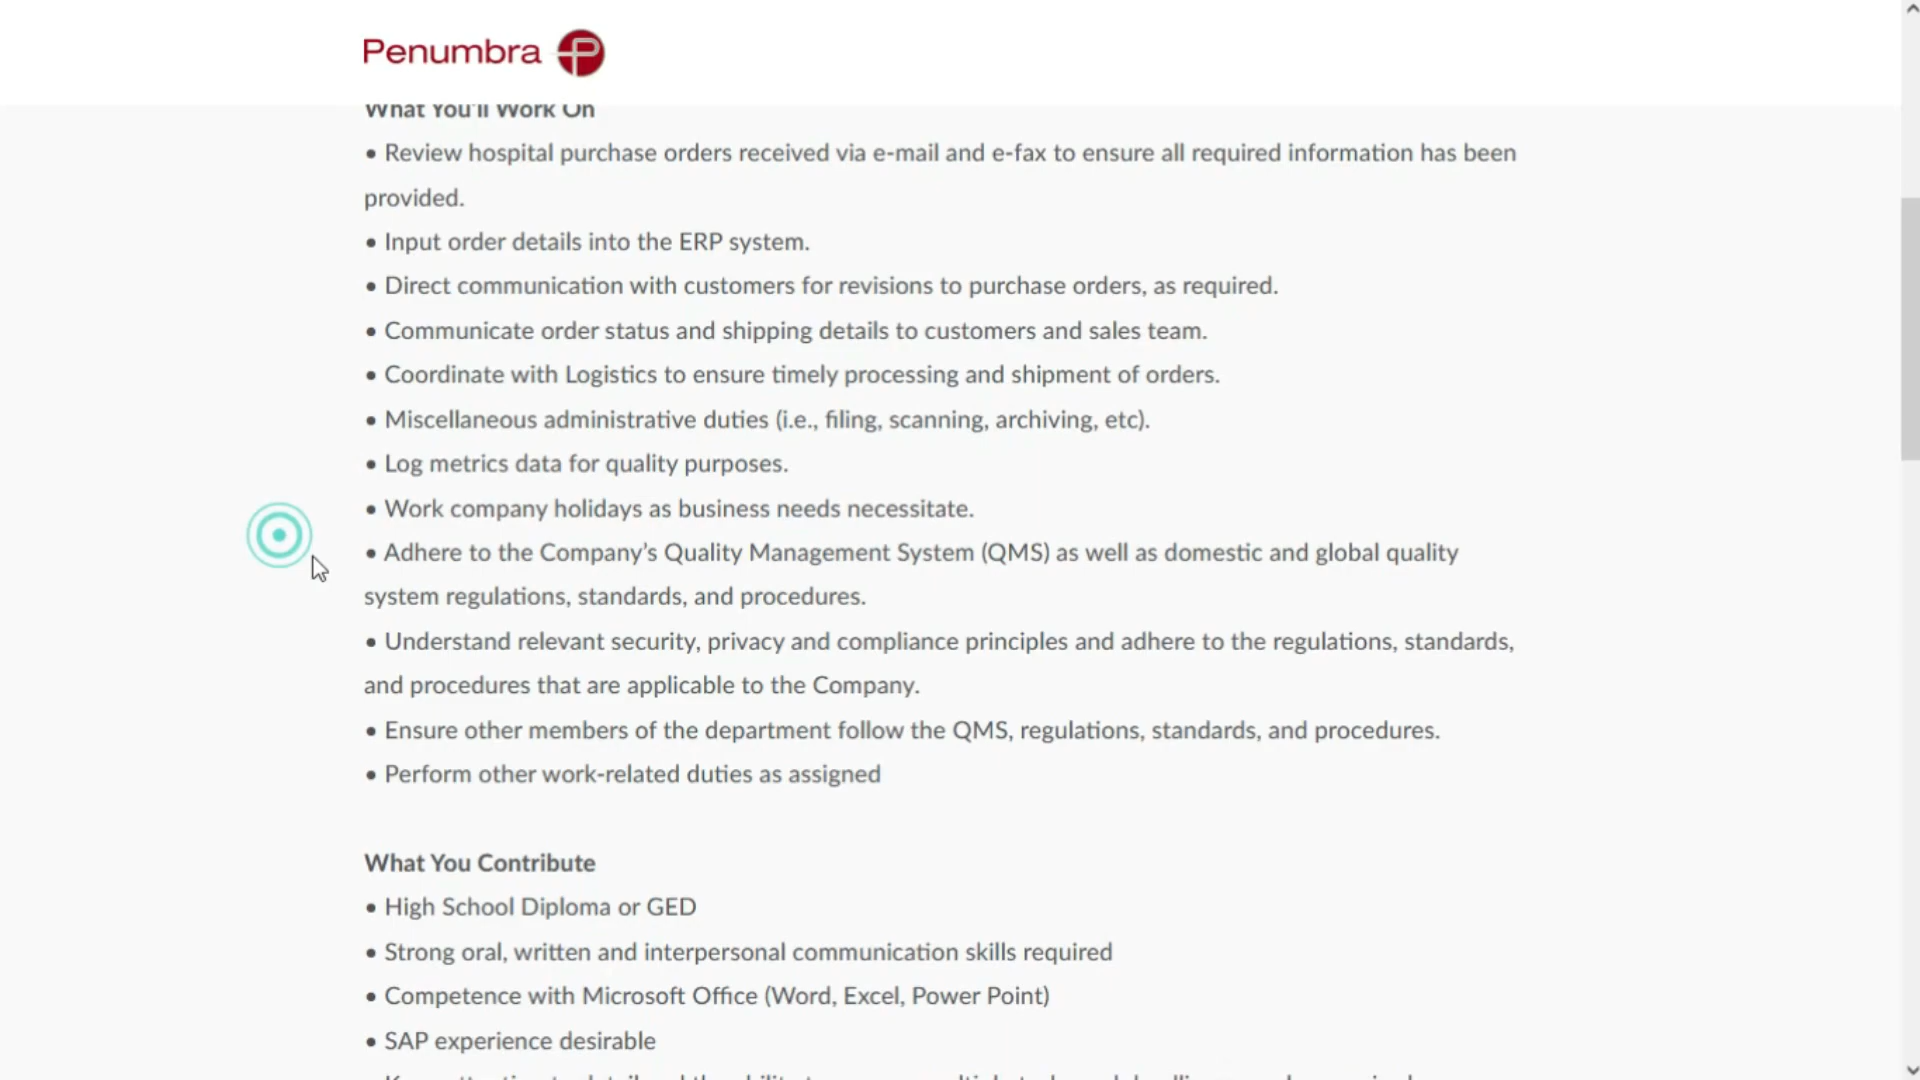 Penumbra
What You'll Work On
• Review hospital purchase orders received via e-mail and e-fax to ensure all required information has been
provided.
• Input order details into the ERP system.
• Direct communication with customers for revisions to purchase orders, as required.
• Communicate order status and shipping details to customers and sales team.
• Coordinate with Logistics to ensure timely processing and shipment of orders.
• Miscellaneous administrative duties (i.e., filing, scanning, archiving, etc).
• Log metrics data for quality purposes.
• Work company holidays as business needs necessitate.
• Adhere to the Company’s Quality Management System (QMS) as well as domestic and global quality
system regulations, standards, and procedures.
• Understand relevant security, privacy and compliance principles and adhere to the regulations, standards,
and procedures that are applicable to the Company.
• Ensure other members of the department follow the QMS, regulations, standards, and procedures.
• Perform other work-related duties as assigned
What You Contribute
• High School Diploma or GED
• Strong oral, written and interpersonal communication skills required
• Competence with Microsoft Office (Word, Excel, Power Point)
• SAP experience desirable